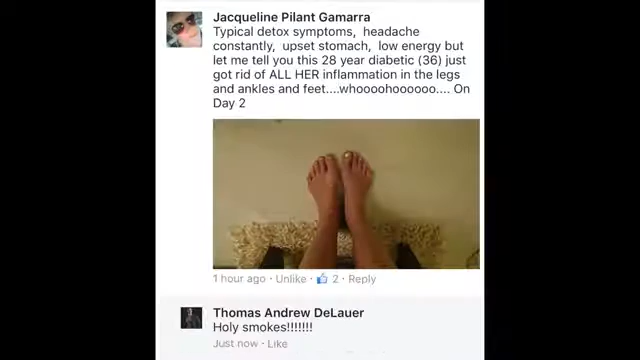 Jacqueline Pilant Gamarra
Typical detox symptoms, headache
constantly, upset stomach, low energy but
let me tell you this 28 year diabetic (36) just
got rid of ALL HER inflammation in the legs
and ankles and feet....whoooohoooooo.... On
Day 2
1 hour ago · Unlike · 2 · Reply
Thomas Andrew DeLauer
Holy smokes!!!!!!!
Just now · Like